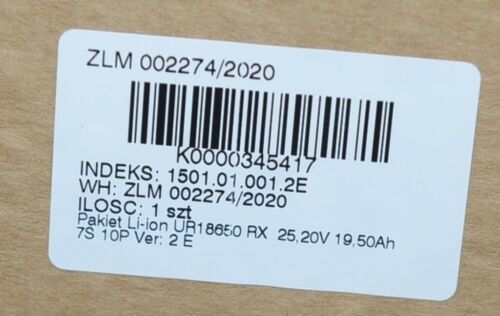 ZLM 002274/2020
K0000345417
INDEKS: 1501.01.001.2E
WH: ZLM 002274/2020
ILOSC: 1 szt
Pakiet Li-ion UR18650 RX 25,20V 19,50Ah
7S 10P Ver: 2 E